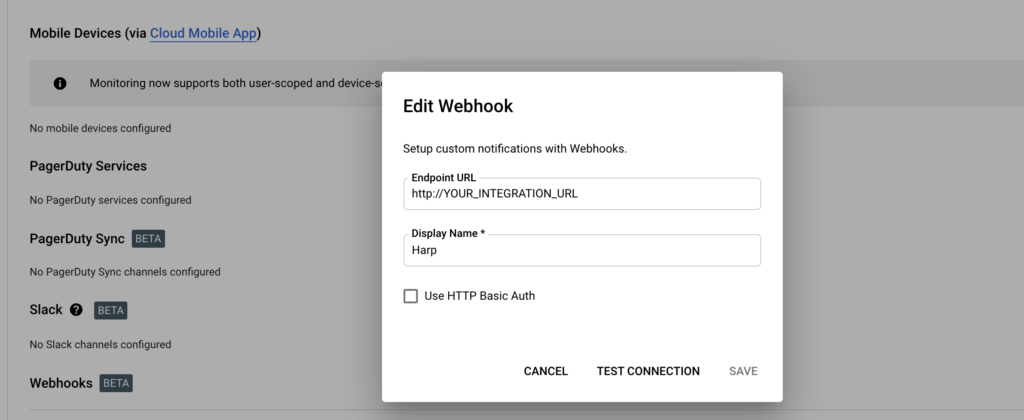 Mobile Devices (via Cloud Mobile App)
Monitoring now supports both user-scoped and device-s
No mobile devices configured
PagerDuty Services
No PagerDuty services configured
PagerDuty Sync BETA
No PagerDuty Sync channels configured
Slack ? BETA
No Slack channels configured
Webhooks BETA
Edit Webhook
Setup custom notifications with Webhooks.
Endpoint URL
http://YOUR_INTEGRATION_URL
Display Name *
Harp
Use HTTP Basic Auth
CANCEL TEST CONNECTION SAVE